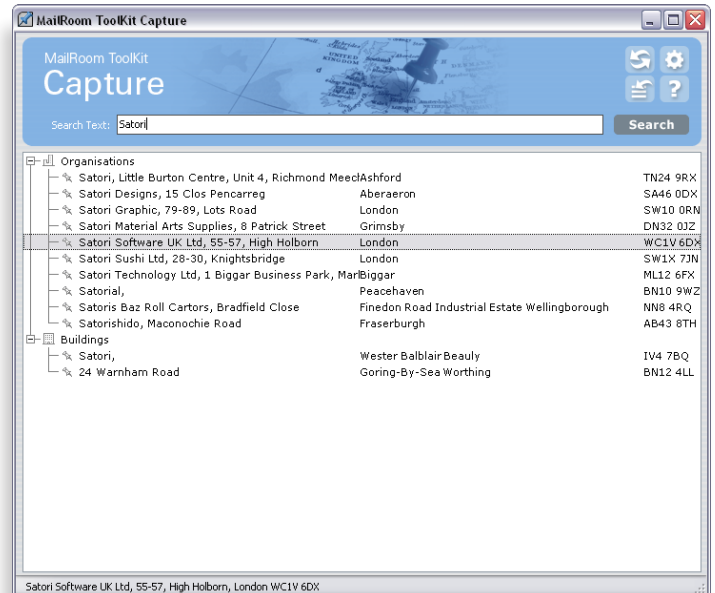 MailRoom ToolKit Capture
MailRoom ToolKit
Capture
Search Text: Satori Search
Organisations
Satori, Little Burton Centre, Unit 4, Richmond Meecl Ashford TN24 9RX
Satori Designs, 15 Clos Pencarreg Aberaeron SA46 0DX
Satori Graphic, 79-89, Lots Road London SW10 0RN
Satori Material Arts Supplies, 8 Patrick Street Grimsby DN32 0JZ
Satori Software UK Ltd, 55-57, High Holborn London WC1V 6DX
Satori Sushi Ltd, 28-30, Knightsbridge London SW1X 7JN
Satori Technology Ltd, 1 Biggar Business Park, Marl Biggar ML12 6FX
Satorial, Peacehaven BN10 9WZ
Satoris Baz Roll Cartors, Bradfield Close Finedon Road Industrial Estate Wellingborough NN8 4RQ
Satorishido, Maconochie Road Fraserburgh AB43 8TH
Buildings
Satori, Wester Balblair Beauly IV4 7BQ
24 Warnham Road Goring-By-Sea Worthing BN12 4LL
Satori Software UK Ltd, 55-57, High Holborn, London WC1V 6DX